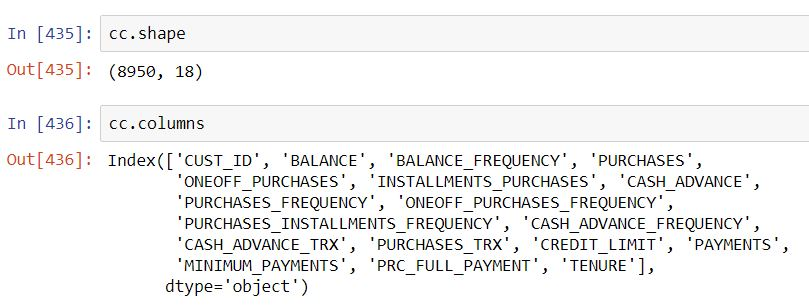 In [435]: cc.shape
Out[435]: (8950, 18)
In [436]: cc.columns
Out[436]: Index(['CUST_ID', 'BALANCE', 'BALANCE_FREQUENCY', 'PURCHASES',
'ONEOFF_PURCHASES', 'INSTALLMENTS_PURCHASES', 'CASH_ADVANCE',
'PURCHASES_FREQUENCY', 'ONEOFF_PURCHASES_FREQUENCY',
'PURCHASES_INSTALLMENTS_FREQUENCY', 'CASH_ADVANCE_FREQUENCY',
'CASH_ADVANCE_TRX', 'PURCHASES_TRX', 'CREDIT_LIMIT', 'PAYMENTS',
'MINIMUM_PAYMENTS', 'PRC_FULL_PAYMENT', 'TENURE'],
dtype='object')